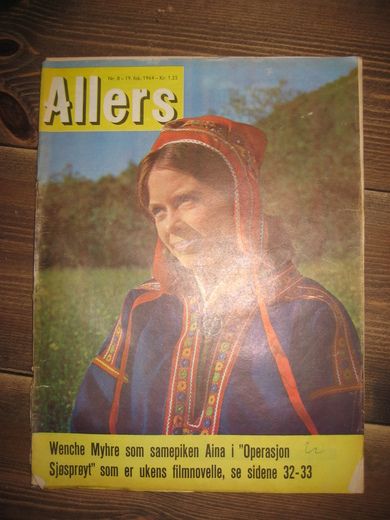 Nr. 8 – 19. feb. 1964 – Kr. 1.35
Allers
Wenche Myhre som samepiken Aina i "Operasjon
Sjøsprøyt" som er ukens filmnovelle, se sidene 32-33